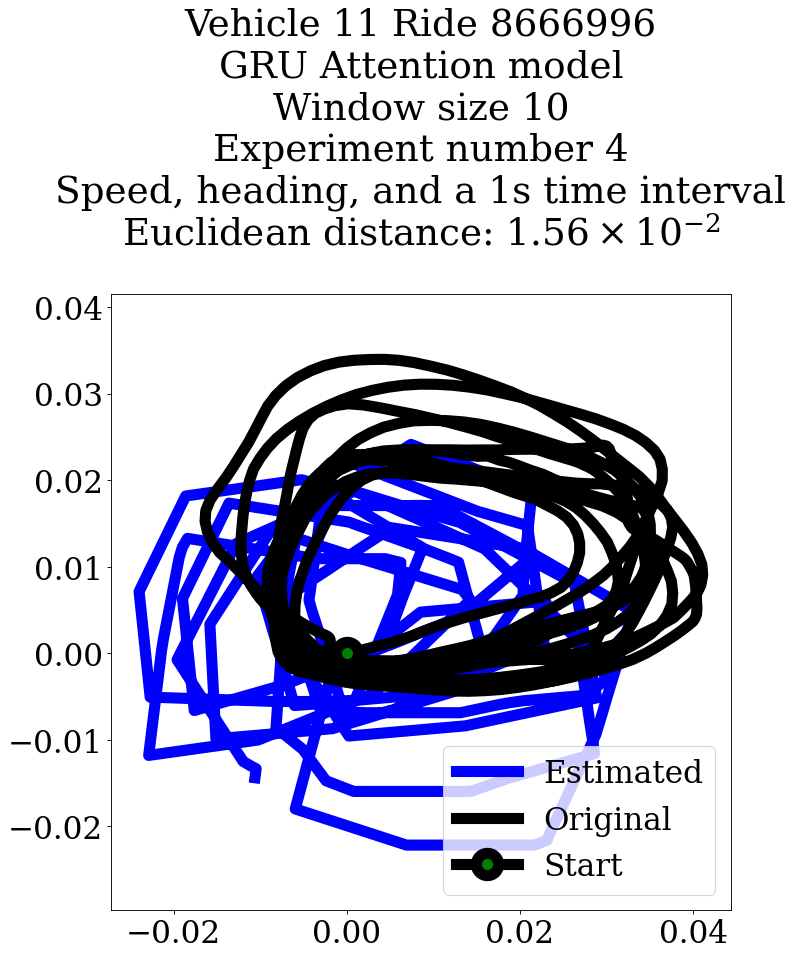 Vehicle 11 Ride 8666996
GRU Attention model
Window size 10
Experiment number 4
Speed, heading, and a 1s time interval
Euclidean distance: 1.56 × 10⁻²
0.04
0.03
0.02
0.01
0.00
−0.01
−0.02
Estimated
Original
Start
−0.02 0.00 0.02 0.04